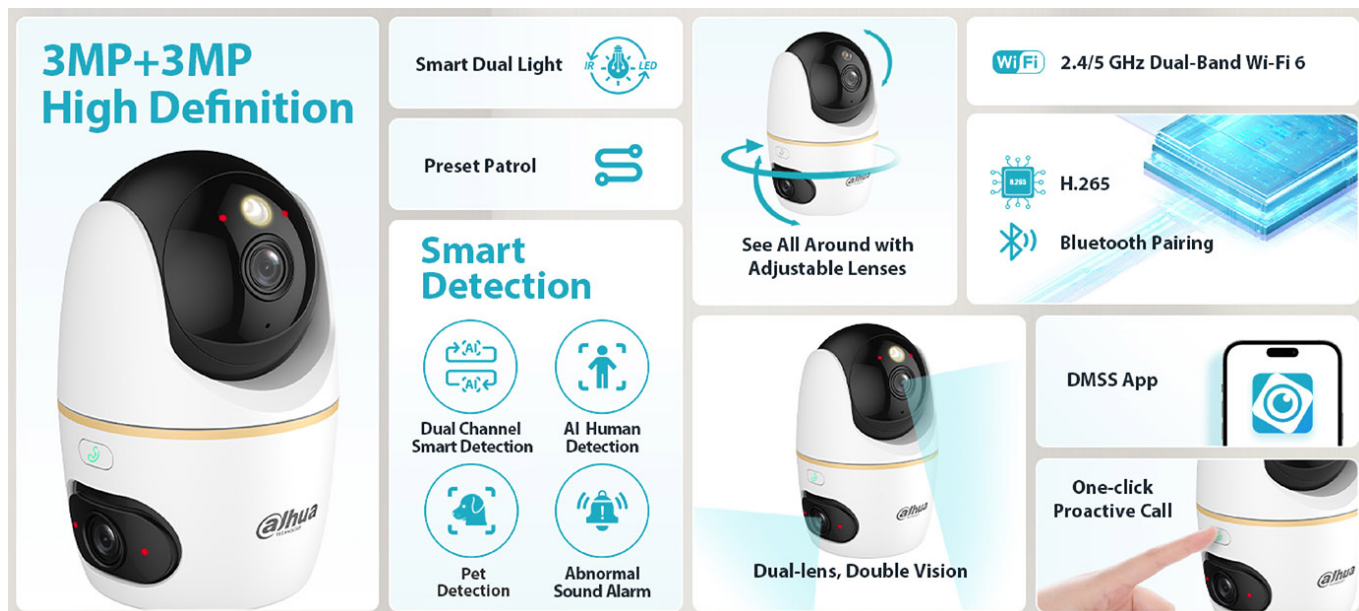 3MP+3MP
High Definition
alhua
TECHNOLOGY
Smart Dual Light
IR
LED
Preset Patrol
Smart
Detection
AI
AI
Dual Channel
Smart Detection
AI Human
Detection
Pet
Detection
Abnormal
Sound Alarm
alhua
See All Around with
Adjustable Lenses
WiFi
2.4/5 GHz Dual-Band Wi-Fi 6
H.265
H.265
Bluetooth Pairing
alhua
Dual-lens, Double Vision
DMSS App
One-click
Proactive Call
alhua